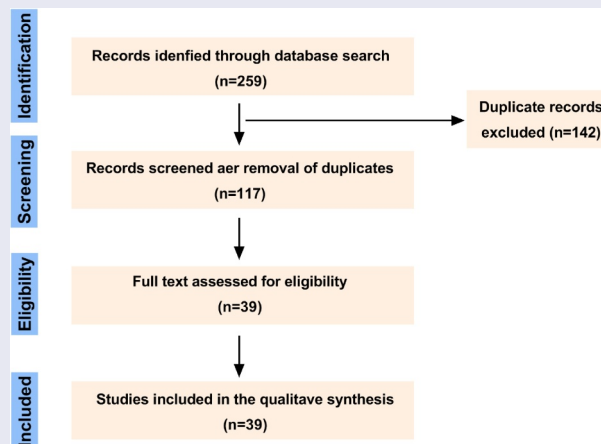 Identification
Records idenfied through database search
(n=259)
Duplicate records
excluded (n=142)
Screening
Records screened aer removal of duplicates
(n=117)
Eligibility
Full text assessed for eligibility
(n=39)
Included
Studies included in the qualitave synthesis
(n=39)